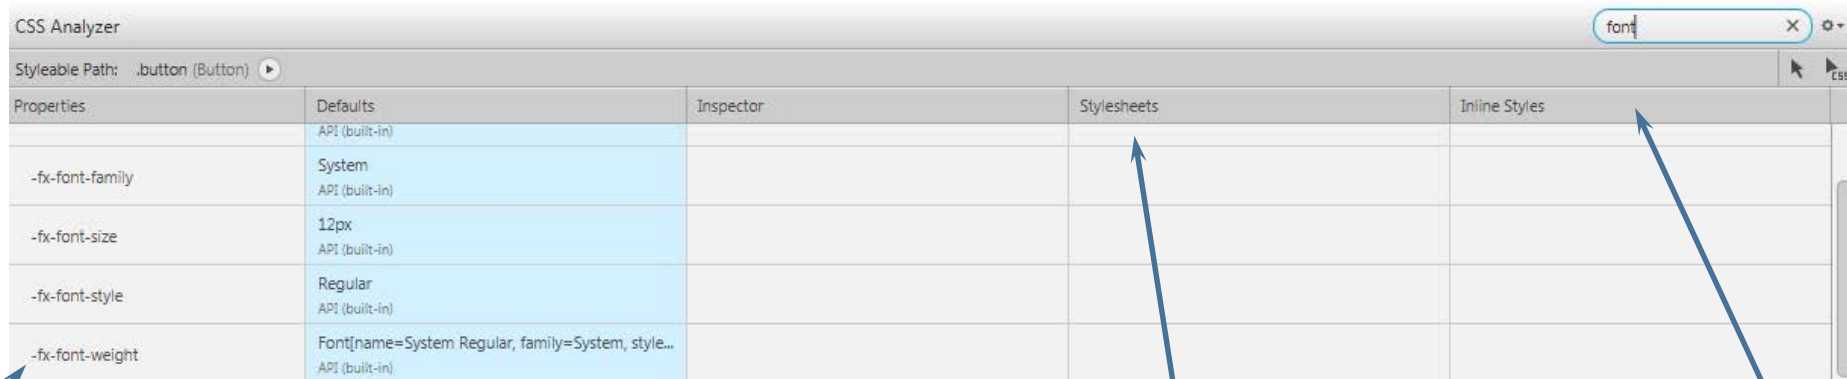 CSS Analyzer font
Styleable Path: .button (Button) CSS
Properties Defaults Inspector Stylesheets Inline Styles
API (built-in)
-fx-font-family System
API (built-in)
-fx-font-size 12px
API (built-in)
-fx-font-style Regular
API (built-in)
-fx-font-weight Font[name=System Regular, family=System, style...
API (built-in)